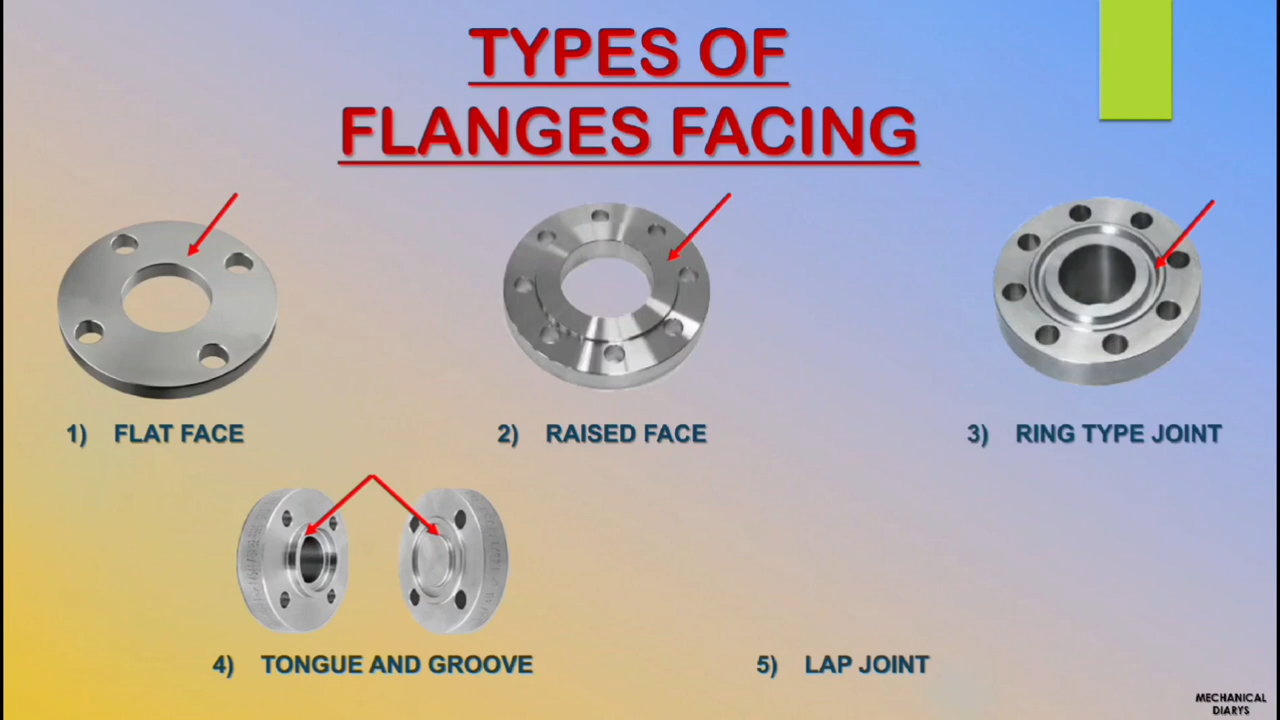 TYPES OF
FLANGES FACING
1) FLAT FACE
2) RAISED FACE
3) RING TYPE JOINT
4) TONGUE AND GROOVE
5) LAP JOINT
MECHANICAL
DIARYS